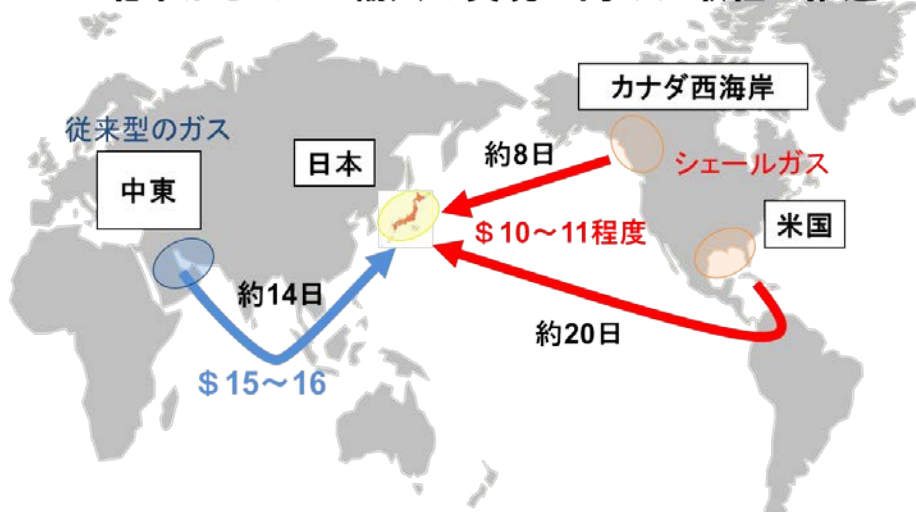 カナダ西海岸
従来型のガス
日本
約8日
シェールガス
中東
米国
$10~11程度
約14日
約20日
$15~16